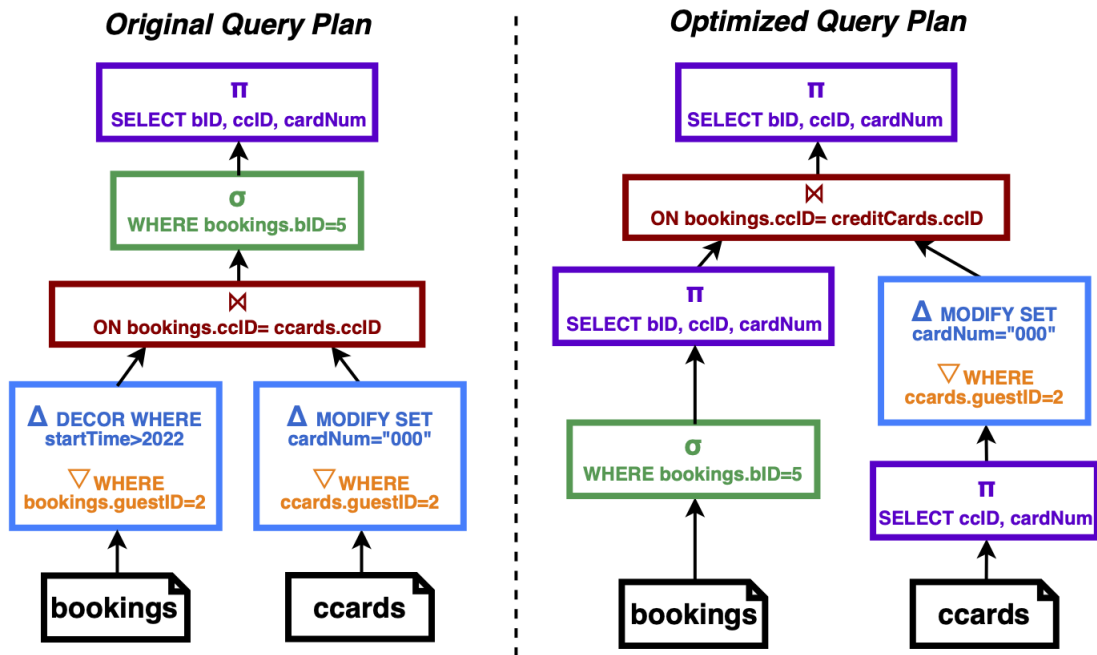 Original Query Plan
π
SELECT bID, ccID, cardNum
σ
WHERE bookings.bID=5
⋈
ON bookings.ccID= ccards.ccID
Δ DECOR WHERE
startTime>2022
▽ WHERE
bookings.guestID=2
Δ MODIFY SET
cardNum="000"
▽ WHERE
ccards.guestID=2
bookings
ccards
Optimized Query Plan
π
SELECT bID, ccID, cardNum
⋈
ON bookings.ccID= creditCards.ccID
π
SELECT bID, ccID, cardNum
σ
WHERE bookings.bID=5
bookings
Δ MODIFY SET
cardNum="000"
▽ WHERE
ccards.guestID=2
π
SELECT ccID, cardNum
ccards